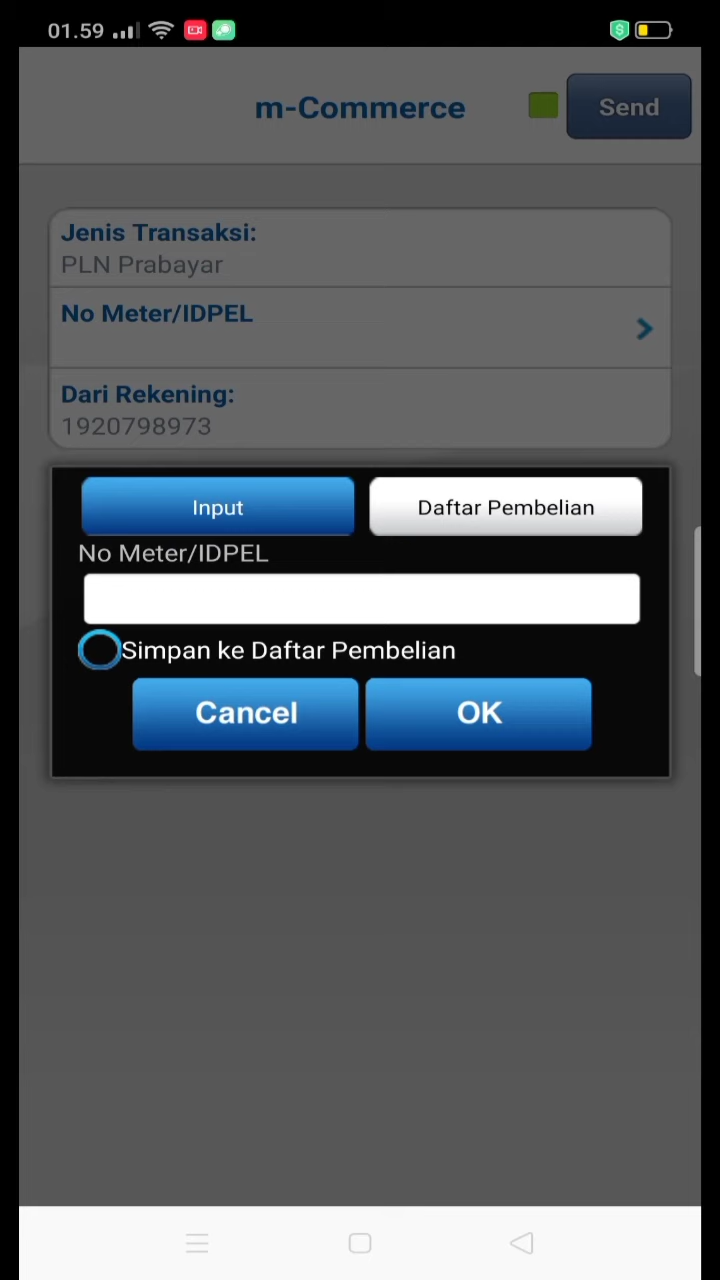 01.59
m-Commerce
Send
Jenis Transaksi:
PLN Prabayar
No Meter/IDPEL
Dari Rekening:
1920798973
Input
Daftar Pembelian
No Meter/IDPEL
Simpan ke Daftar Pembelian
Cancel
OK